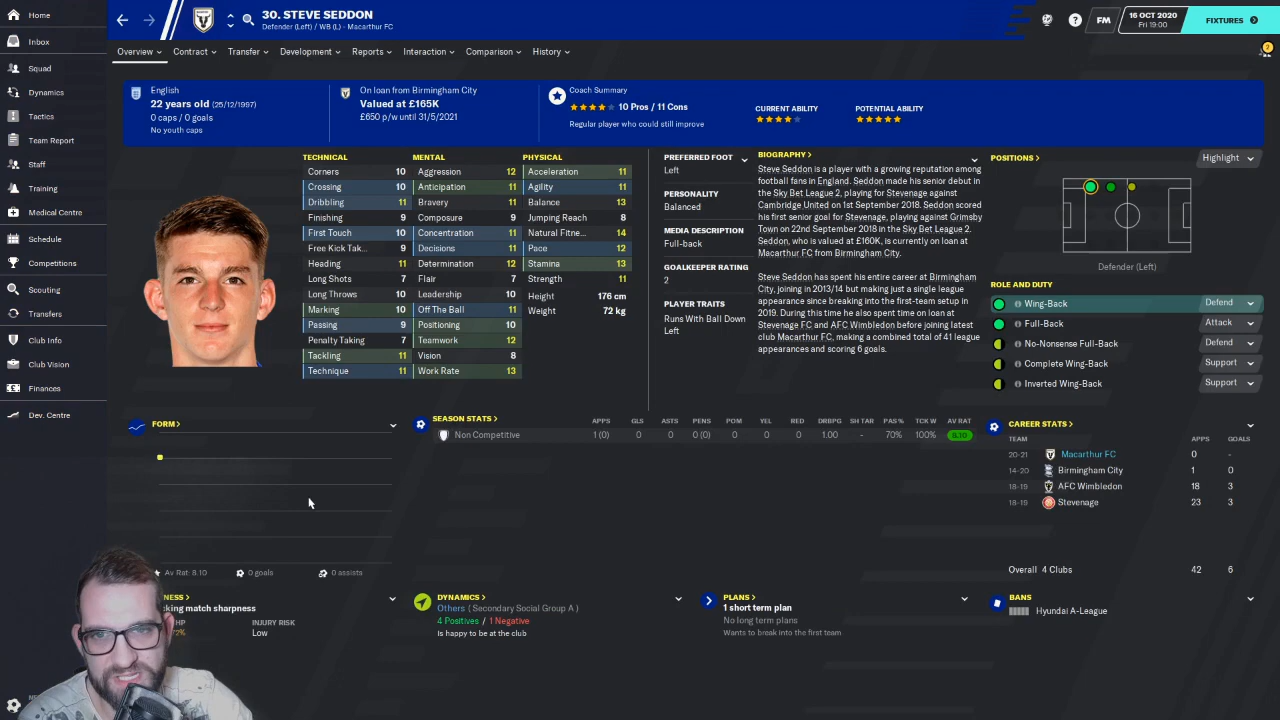 Home
Inbox
Squad
Dynamics
Tactics
Team Report
Staff
Training
Medical Centre
Schedule
Competitions
Scouting
Transfers
Club Info
Club Vision
Finances
Dev. Centre
30. STEVE SEDDON
Defender (Left) / WB (L) - Macarthur FC
FM
16 OCT 2020
Fri 19:00
FIXTURES
2
Overview
Contract
Transfer
Development
Reports
Interaction
Comparison
History
English
22 years old (25/12/1997)
0 caps / 0 goals
No youth caps
On loan from Birmingham City
Valued at £165K
£650 p/w until 31/5/2021
Coach Summary
10 Pros / 11 Cons
Regular player who could still improve
CURRENT ABILITY
POTENTIAL ABILITY
TECHNICAL
Corners 10
Crossing 10
Dribbling 11
Finishing 9
First Touch 10
Free Kick Tak... 9
Heading 11
Long Shots 7
Long Throws 10
Marking 10
Passing 9
Penalty Taking 7
Tackling 11
Technique 11
MENTAL
Aggression 12
Anticipation 11
Bravery 11
Composure 9
Concentration 11
Decisions 11
Determination 12
Flair 7
Leadership 10
Off The Ball 11
Positioning 10
Teamwork 12
Vision 8
Work Rate 13
PHYSICAL
Acceleration 11
Agility 11
Balance 13
Jumping Reach 8
Natural Fitne... 14
Pace 12
Stamina 13
Strength 11
Height 176 cm
Weight 72 kg
PREFERRED FOOT
Left
PERSONALITY
Balanced
MEDIA DESCRIPTION
Full-back
GOALKEEPER RATING
2
PLAYER TRAITS
Runs With Ball Down
Left
BIOGRAPHY >
Steve Seddon is a player with a growing reputation among
football fans in England. Seddon made his senior debut in
the Sky Bet League 2, playing for Stevenage against
Cambridge United on 1st September 2018. Seddon scored
his first senior goal for Stevenage, playing against Grimsby
Town on 22nd September 2018 in the Sky Bet League 2.
Seddon, who is valued at £160K, is currently on loan at
Macarthur FC from Birmingham City.
Steve Seddon has spent his entire career at Birmingham
City, joining in 2013/14 but making just a single league
appearance since breaking into the first-team setup in
2019. During this time he also spent time on loan at
Stevenage FC and AFC Wimbledon before joining latest
club Macarthur FC, making a combined total of 41 league
appearances and scoring 6 goals.
POSITIONS >
Highlight
Defender (Left)
ROLE AND DUTY
Wing-Back Defend
Full-Back Attack
No-Nonsense Full-Back Defend
Complete Wing-Back Support
Inverted Wing-Back Support
FORM >
Av Rat: 8.10
0 goals
0 assists
SEASON STATS >
APPS GLS ASTS PENS POM YEL RED DRBPG SH TAR PAS % TCK W AV RAT
Non Competitive 1 (0) 0 0 0 (0) 0 0 0 1.00 - 70% 100% 8.10
CAREER STATS >
TEAM APPS GOALS
20-21 Macarthur FC 0 -
14-20 Birmingham City 1 0
18-19 AFC Wimbledon 18 3
18-19 Stevenage 23 3
Overall 4 Clubs 42 6
NESS >
king match sharpness
HP
72%
INJURY RISK
Low
DYNAMICS >
Others ( Secondary Social Group A )
4 Positives / 1 Negative
Is happy to be at the club
PLANS >
1 short term plan
No long term plans
Wants to break into the first team
BANS
Hyundai A-League